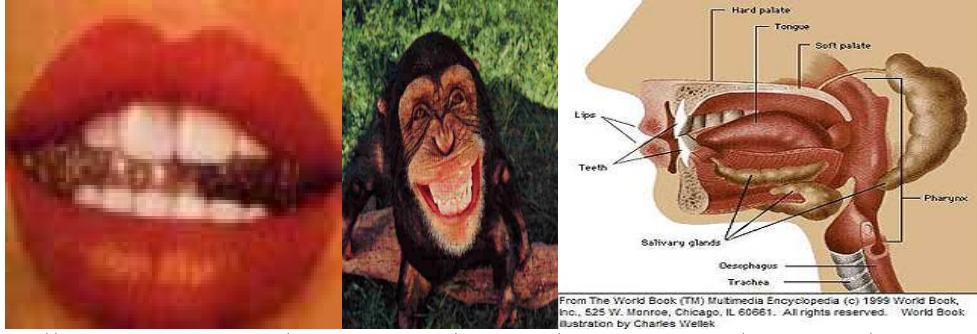 Hard palate
Tongue
Soft palate
Lips
Teeth
Pharynx
Salivary glands
Oesophagus
Trachea
From The World Book (TM) Multimedia Encyclopedia (c) 1999 World Book,
Inc., 525 W. Monroe, Chicago, IL 60661. All rights reserved. World Book
illustration by Charles Wellek